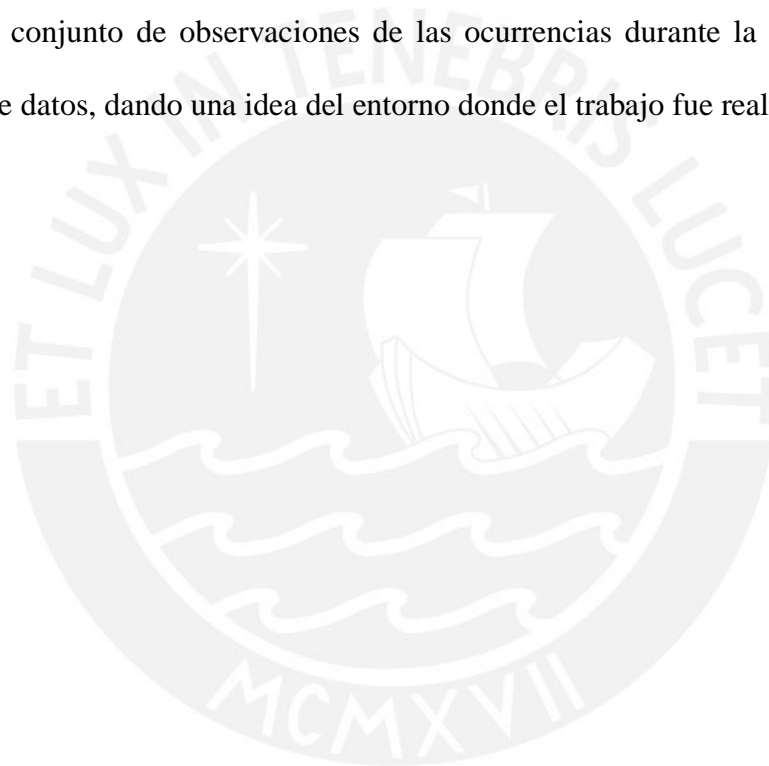 conjunto de observaciones de las ocurrencias durante la
e datos, dando una idea del entorno donde el trabajo fue real
ET LUX IN TENEBRIS LUCET
MCMXVII